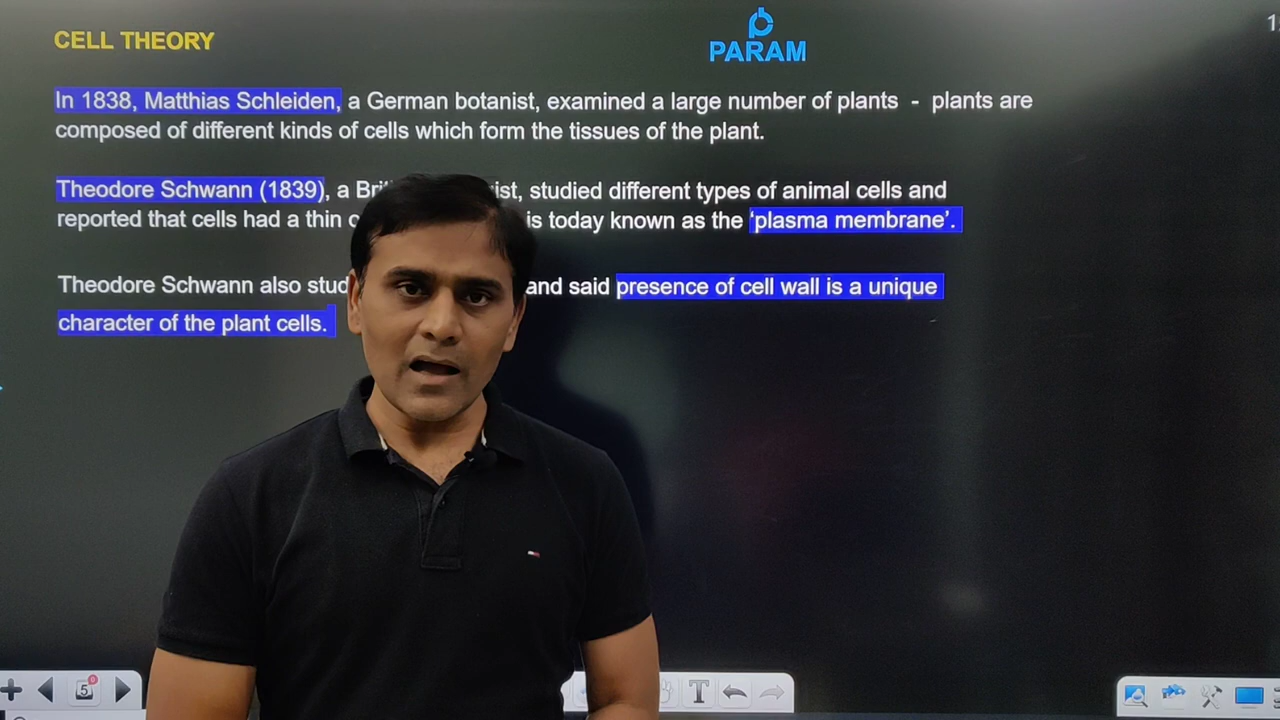 CELL THEORY
PARAM
In 1838, Matthias Schleiden, a German botanist, examined a large number of plants - plants are
composed of different kinds of cells which form the tissues of the plant.
Theodore Schwann (1839), a studied different types of animal cells and
reported that cells had a thin is today known as the ‘plasma membrane’.
Theodore Schwann also and said presence of cell wall is a unique
character of the plant cells.
5
T